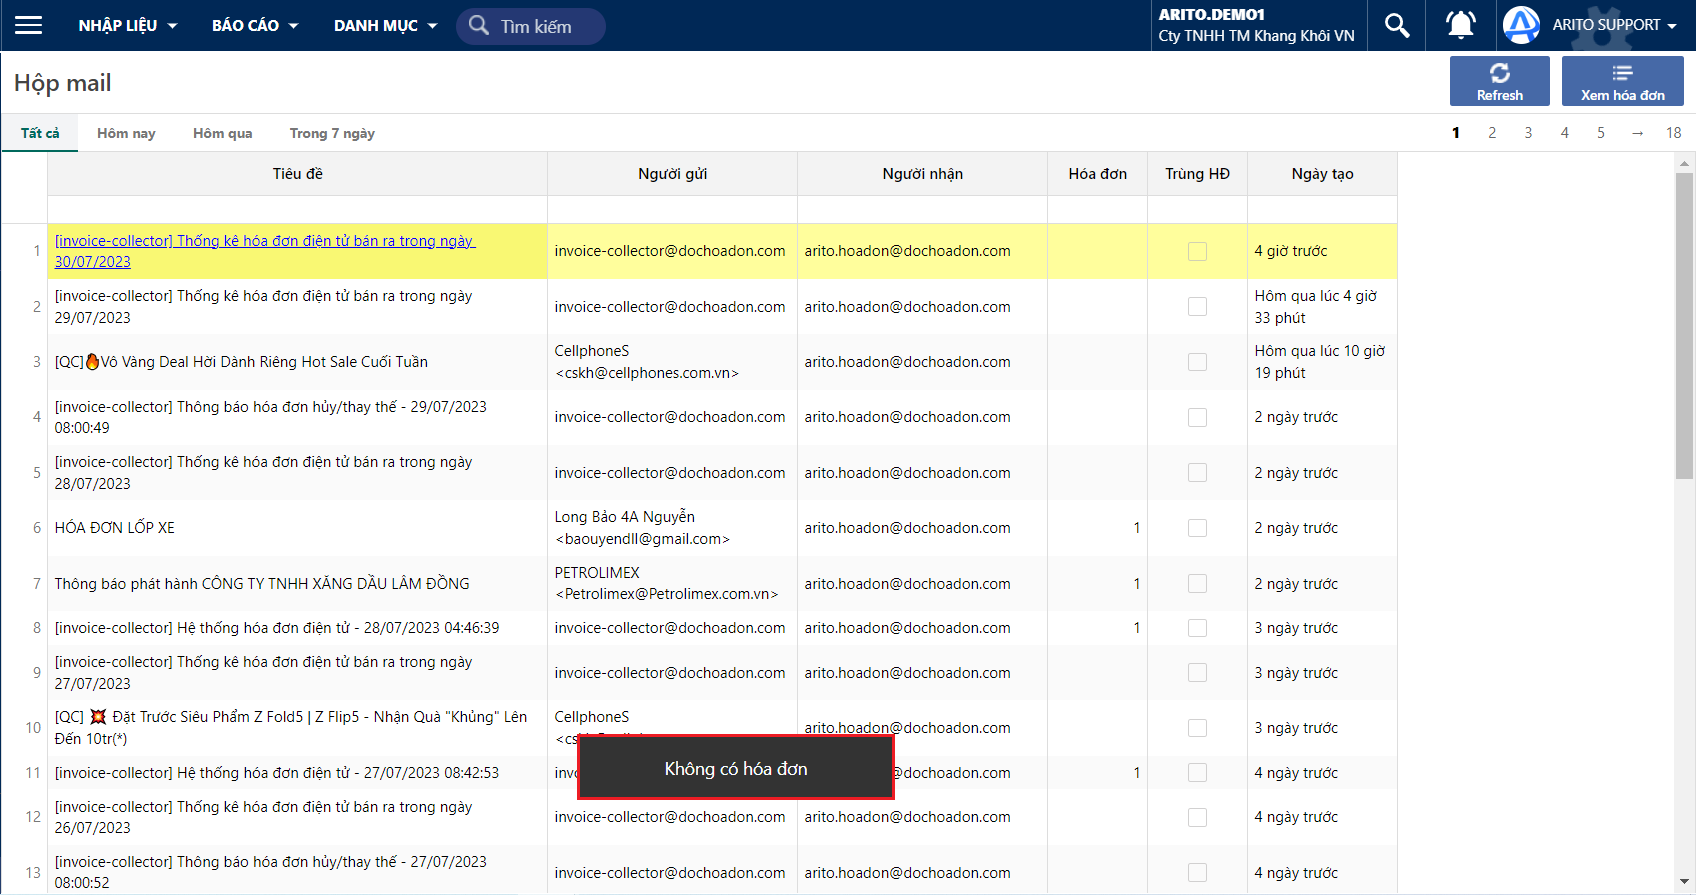 NHẬP LIỆU
BÁO CÁO
DANH MỤC
Tìm kiếm
ARITO.DEMO1
Cty TNHH TM Khang Khôi VN
ARITO SUPPORT
Hộp mail
Refresh
Xem hóa đơn
Tất cả
Hôm nay
Hôm qua
Trong 7 ngày
1 2 3 4 5 → 18
Tiêu đề Người gửi Người nhận Hóa đơn Trùng HĐ Ngày tạo
1 [invoice-collector] Thống kê hóa đơn điện tử bán ra trong ngày
30/07/2023
invoice-collector@dochoadon.com arito.hoadon@dochoadon.com 4 giờ trước
2 [invoice-collector] Thống kê hóa đơn điện tử bán ra trong ngày
29/07/2023
invoice-collector@dochoadon.com arito.hoadon@dochoadon.com Hôm qua lúc 4 giờ
33 phút
3 [QC]🔥Vô Vàng Deal Hời Dành Riêng Hot Sale Cuối Tuần
CellphoneS
<cskh@cellphones.com.vn>
arito.hoadon@dochoadon.com Hôm qua lúc 10 giờ
19 phút
4 [invoice-collector] Thông báo hóa đơn hủy/thay thế - 29/07/2023
08:00:49
invoice-collector@dochoadon.com arito.hoadon@dochoadon.com 2 ngày trước
5 [invoice-collector] Thống kê hóa đơn điện tử bán ra trong ngày
28/07/2023
invoice-collector@dochoadon.com arito.hoadon@dochoadon.com 2 ngày trước
6 HÓA ĐƠN LỐP XE
Long Bảo 4A Nguyễn
<baouyendll@gmail.com>
arito.hoadon@dochoadon.com 1 2 ngày trước
7 Thông báo phát hành CÔNG TY TNHH XĂNG DẦU LÂM ĐỒNG
PETROLIMEX
<Petrolimex@Petrolimex.com.vn>
arito.hoadon@dochoadon.com 1 2 ngày trước
8 [invoice-collector] Hệ thống hóa đơn điện tử - 28/07/2023 04:46:39 invoice-collector@dochoadon.com arito.hoadon@dochoadon.com 1 3 ngày trước
9 [invoice-collector] Thống kê hóa đơn điện tử bán ra trong ngày
27/07/2023
invoice-collector@dochoadon.com arito.hoadon@dochoadon.com 3 ngày trước
10 [QC] 💥 Đặt Trước Siêu Phẩm Z Fold5 | Z Flip5 - Nhận Quà "Khủng" Lên
Đến 10tr(*)
CellphoneS
arito.hoadon@dochoadon.com 3 ngày trước
Không có hóa đơn
11 [invoice-collector] Hệ thống hóa đơn điện tử - 27/07/2023 08:42:53 @dochoadon.com 1 4 ngày trước
12 [invoice-collector] Thống kê hóa đơn điện tử bán ra trong ngày
26/07/2023
invoice-collector@dochoadon.com arito.hoadon@dochoadon.com 4 ngày trước
13 [invoice-collector] Thông báo hóa đơn hủy/thay thế - 27/07/2023
08:00:52
invoice-collector@dochoadon.com arito.hoadon@dochoadon.com 4 ngày trước